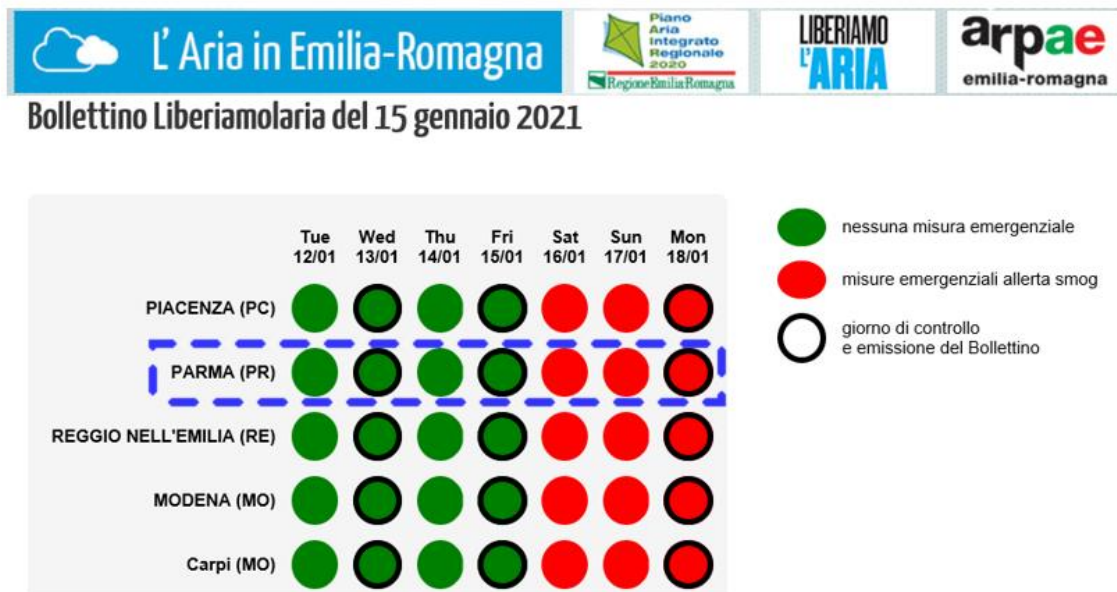 L' Aria in Emilia-Romagna
Piano
Aria
Integrato
Regionale
2020
RegioneEmiliaRomagna
LIBERIAMO
L'ARIA
arpae
emilia-romagna
Bollettino Liberiamolaria del 15 gennaio 2021
Tue Wed Thu Fri Sat Sun Mon
12/01 13/01 14/01 15/01 16/01 17/01 18/01
PIACENZA (PC)
PARMA (PR)
REGGIO NELL'EMILIA (RE)
MODENA (MO)
Carpi (MO)
nessuna misura emergenziale
misure emergenziali allerta smog
giorno di controllo
e emissione del Bollettino